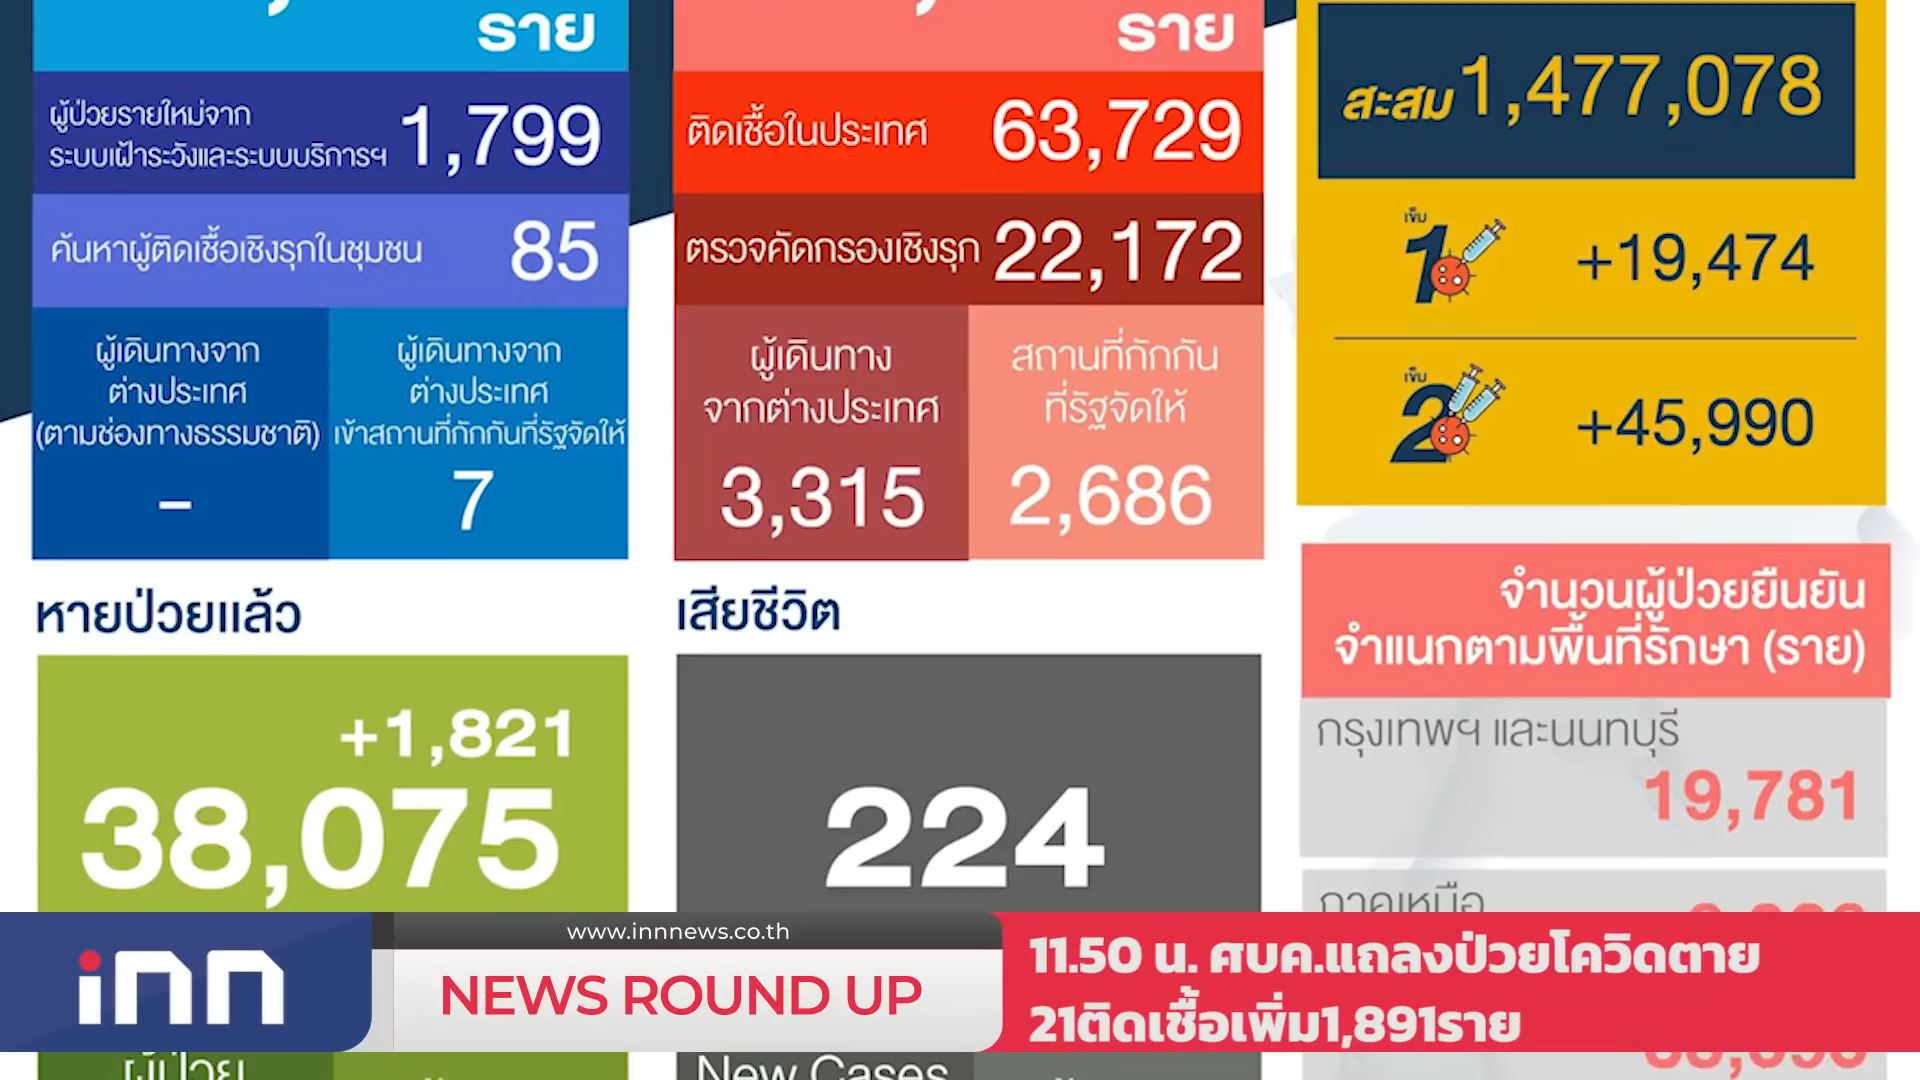 ราย
ผู้ป่วยรายใหม่จาก
ระบบเฝ้าระวังและระบบบริการฯ
1,799
ค้นหาผู้ติดเชื้อเชิงรุกในชุมชน
85
ผู้เดินทางจาก
ต่างประเทศ
(ตามช่องทางธรรมชาติ)
-
ผู้เดินทางจาก
ต่างประเทศ
เข้าสถานที่กักกันที่รัฐจัดให้
7
ราย
ติดเชื้อในประเทศ 63,729
ตรวจคัดกรองเชิงรุก 22,172
ผู้เดินทาง
จากต่างประเทศ
3,315
สถานที่กักกัน
ที่รัฐจัดให้
2,686
สะสม 1,477,078
เข็ม
1
+19,474
เข็ม
2
+45,990
หายป่วยแล้ว
+1,821
38,075
เสียชีวิต
224
จำนวนผู้ป่วยยืนยัน
จำแนกตามพื้นที่รักษา (ราย)
กรุงเทพฯ และนนทบุรี
19,781
ภาคเหนือ
inn
www.innnews.co.th
NEWS ROUND UP
11.50 น. ศบค.แถลงป่วยโควิดตาย
21ติดเชื้อเพิ่ม1,891ราย
ผู้ป่วย
New Cases